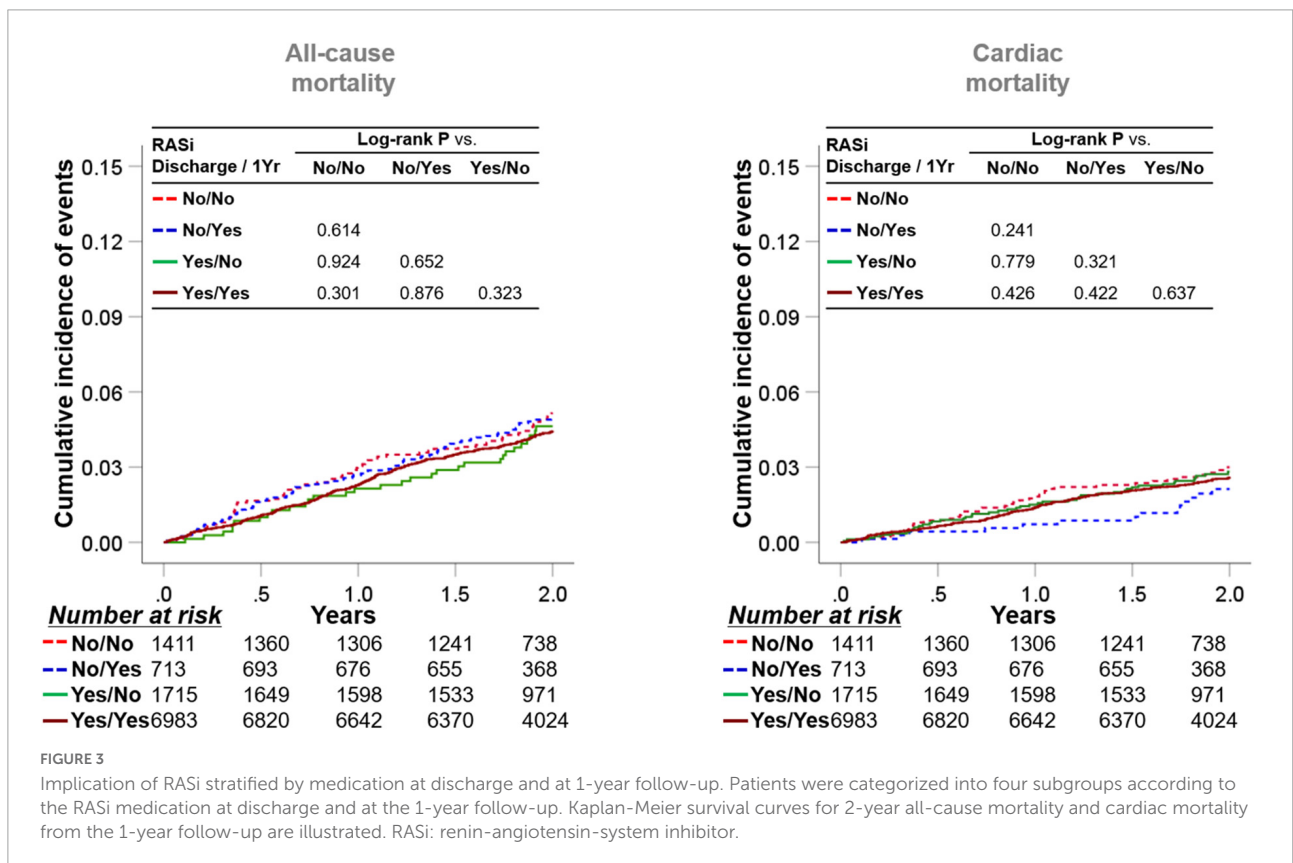 All-cause
mortality
RASi
Discharge / 1Yr
Log-rank P vs.
No/No No/Yes Yes/No
No/No
No/Yes 0.614
Yes/No 0.924 0.652
Yes/Yes 0.301 0.876 0.323
Cumulative incidence of events
0.15
0.12
0.09
0.06
0.03
0.00
.0 .5 1.0 1.5 2.0
Years
Number at risk
No/No 1411 1360 1306 1241 738
No/Yes 713 693 676 655 368
Yes/No 1715 1649 1598 1533 971
Yes/Yes 6983 6820 6642 6370 4024
Cardiac
mortality
RASi
Discharge / 1Yr
Log-rank P vs.
No/No No/Yes Yes/No
No/No
No/Yes 0.241
Yes/No 0.779 0.321
Yes/Yes 0.426 0.422 0.637
Cumulative incidence of events
0.15
0.12
0.09
0.06
0.03
0.00
.0 .5 1.0 1.5 2.0
Years
Number at risk
No/No 1411 1360 1306 1241 738
No/Yes 713 693 676 655 368
Yes/No 1715 1649 1598 1533 971
Yes/Yes 6983 6820 6642 6370 4024
FIGURE 3
Implication of RASi stratified by medication at discharge and at 1-year follow-up. Patients were categorized into four subgroups according to
the RASi medication at discharge and at the 1-year follow-up. Kaplan-Meier survival curves for 2-year all-cause mortality and cardiac mortality
from the 1-year follow-up are illustrated. RASi: renin-angiotensin-system inhibitor.